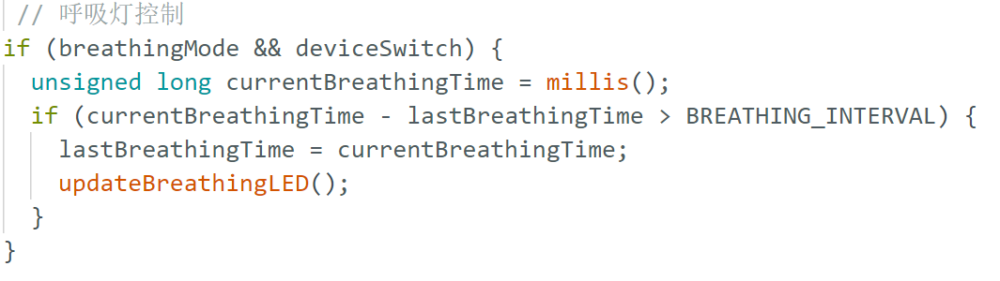 // 呼吸灯控制
if (breathingMode && deviceSwitch) {
unsigned long currentBreathingTime = millis();
if (currentBreathingTime - lastBreathingTime > BREATHING_INTERVAL) {
lastBreathingTime = currentBreathingTime;
updateBreathingLED();
}
}